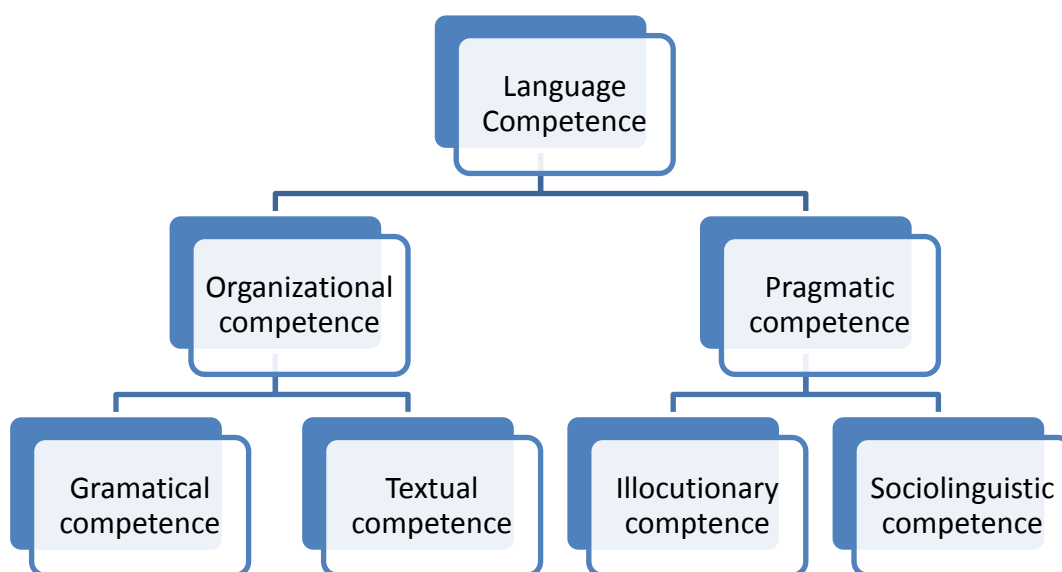 Language
Competence
Organizational
competence
Pragmatic
competence
Gramatical
competence
Textual
competence
Illocutionary
comptence
Sociolinguistic
competence